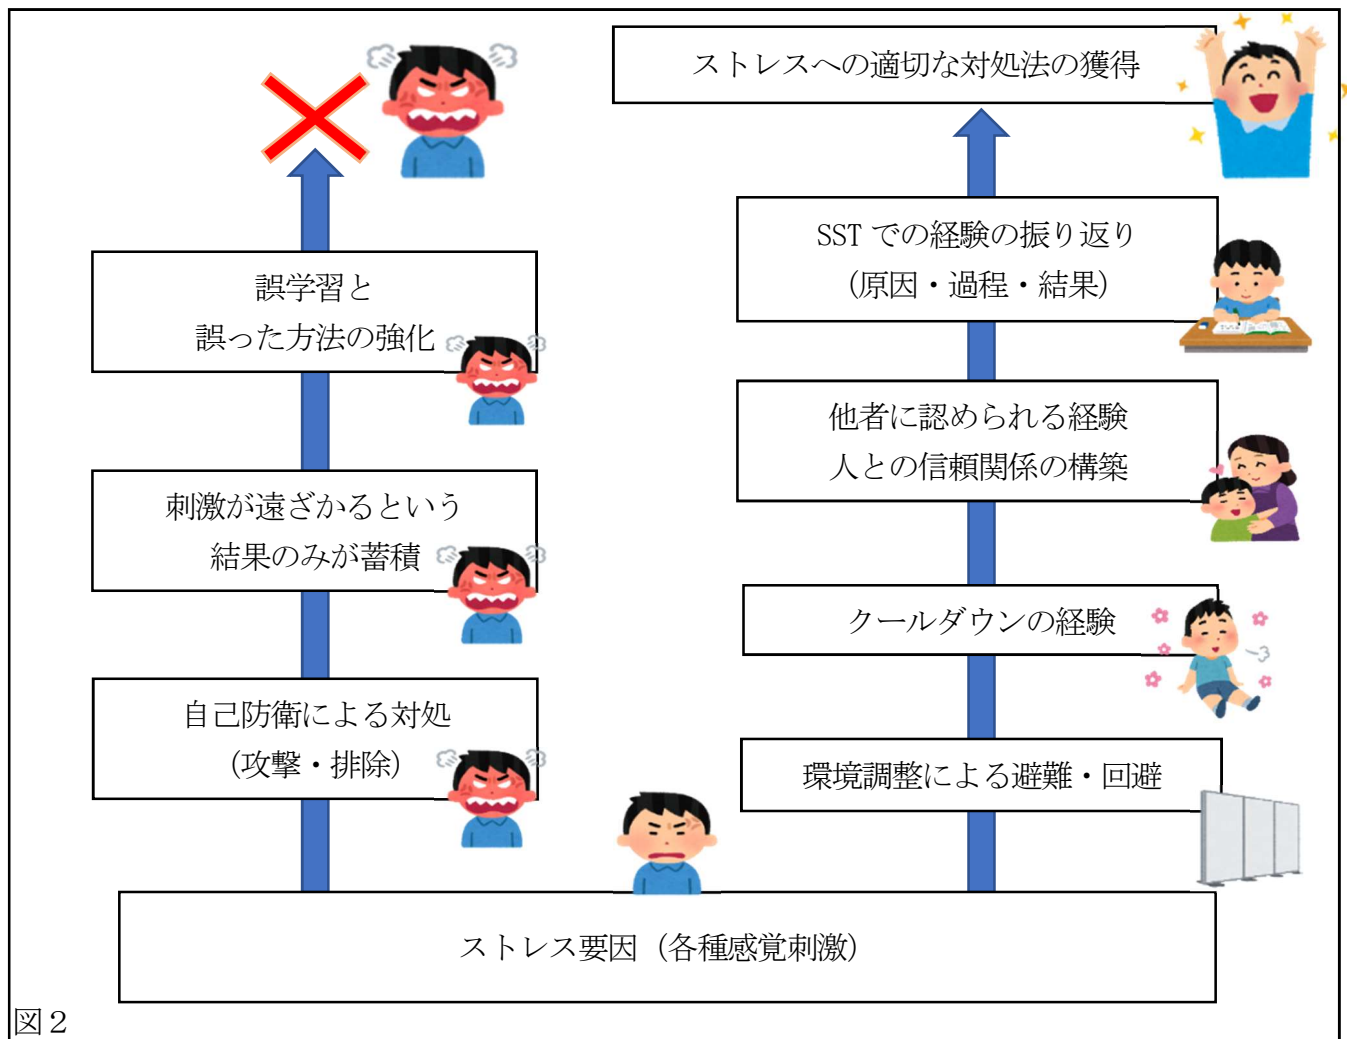 ストレスへの適切な対処法の獲得
SST での経験の振り返り
(原因・過程・結果)
他者に認められる経験
人との信頼関係の構築
クールダウンの経験
環境調整による避難・回避
誤学習と
誤った方法の強化
刺激が遠ざかるという
結果のみが蓄積
自己防衛による対処
(攻撃・排除)
ストレス要因(各種感覚刺激)
図2